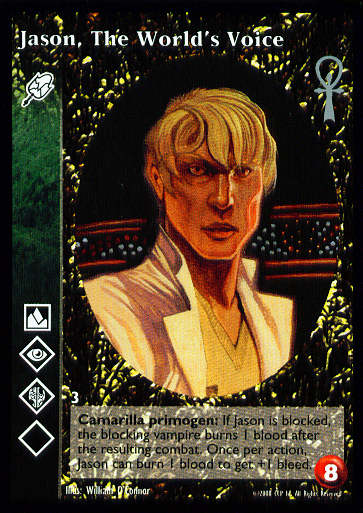 Jason, The World's Voice
3
Camarilla primogen: If Jason is blocked,
the blocking vampire burns 1 blood after
the resulting combat. Once per action,
Jason can burn 1 blood to get +1 bleed.
8
Illus: William O'Connor